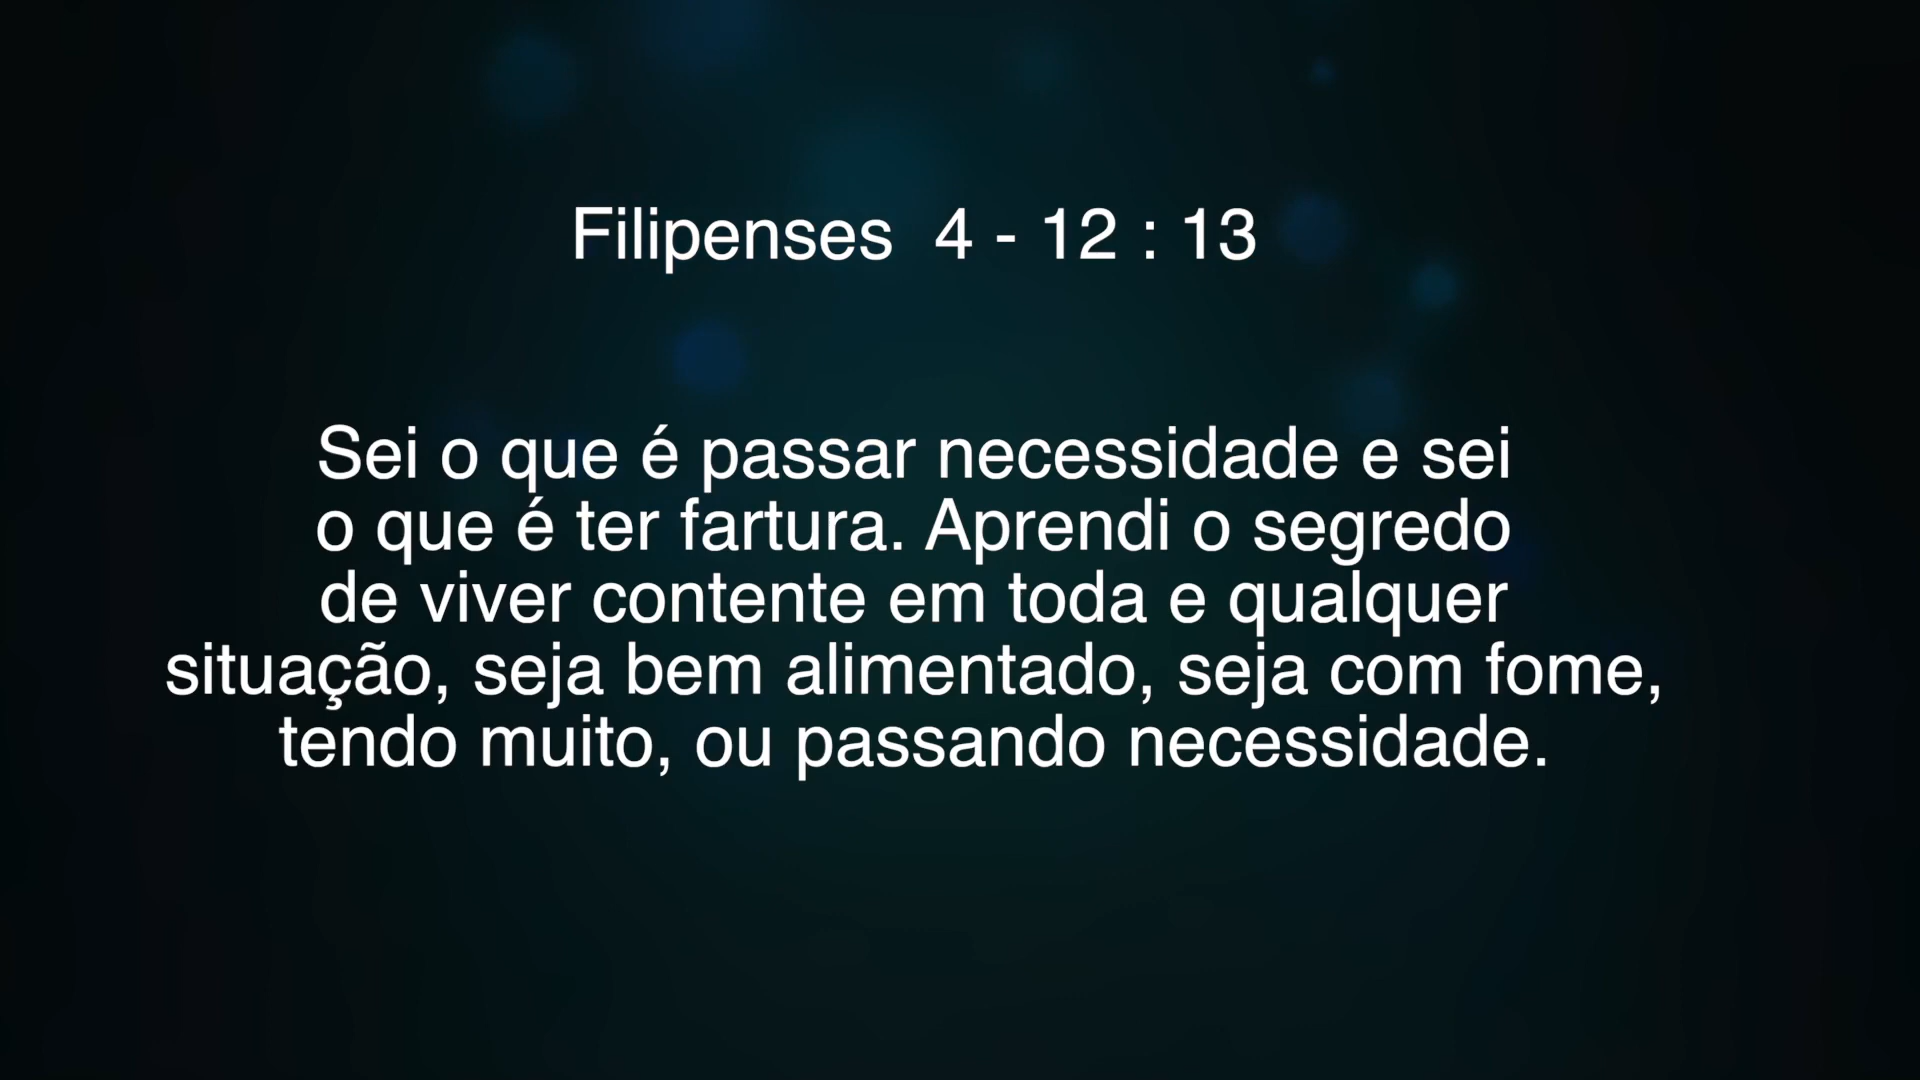 Filipenses  4 - 12 : 13
Sei o que é passar necessidade e sei
o que é ter fartura. Aprendi o segredo
de viver contente em toda e qualquer
situação, seja bem alimentado, seja com fome,
tendo muito, ou passando necessidade.